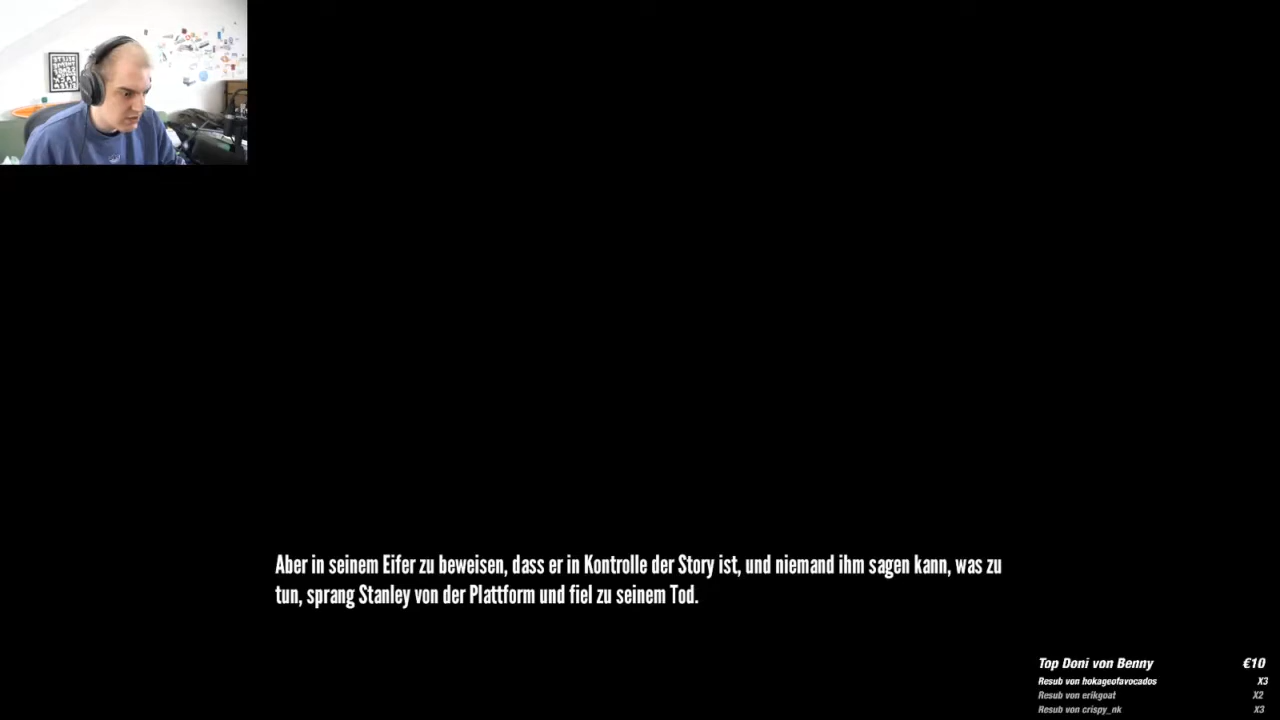 Aber in seinem Eifer zu beweisen, dass er in Kontrolle der Story ist, und niemand ihm sagen kann, was zu
tun, sprang Stanley von der Plattform und fiel zu seinem Tod.
Top Doni von Benny €10
Resub von hokageofavocados X3
Resub von erikgoat X2
Resub von crispy_nk X3